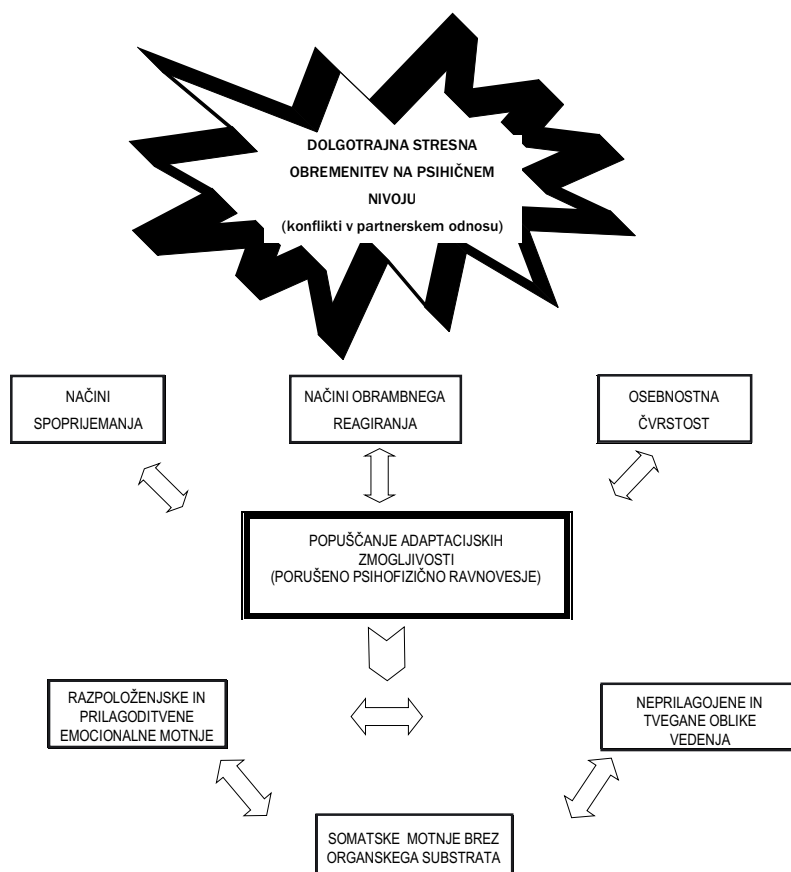 DOLGOTRAJNA STRESNA
OBREMENITEV NA PSIHIČNEM
NIVOJU
(konflikti v partnerskem odnosu)
NAČINI
SPOPRIJEMANJA
NAČINI OBRAMBNEGA
REAGIRANJA
OSEBNOSTNA
ČVRSTOST
POPUŠČANJE ADAPTACIJSKIH
ZMOGLJIVOSTI
(PORUŠENO PSIHOFIZIČNO RAVNOVESJE)
RAZPOLOŽENJSKE IN
PRILAGODITVENE
EMOCIONALNE MOTNJE
NEPRILAGOJENE IN
TVEGANE OBLIKE
VEDENJA
SOMATSKE MOTNJE BREZ
ORGANSKEGA SUBSTRATA